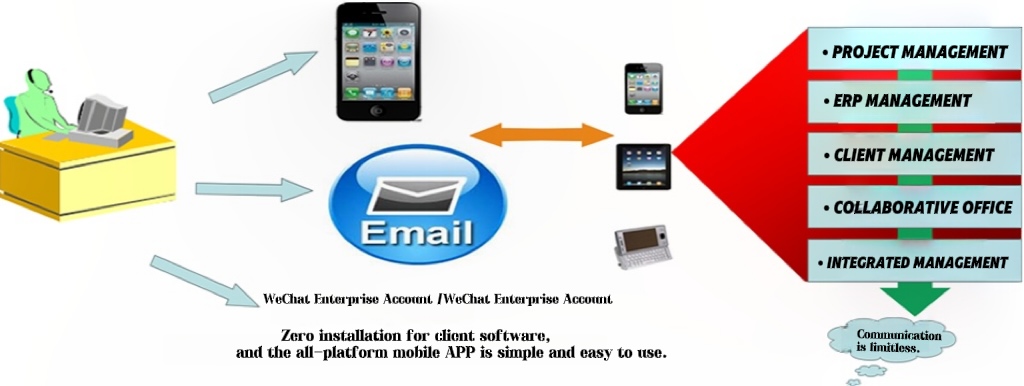 Email
WeChat Enterprise Account /WeChat Enterprise Account
Zero installation for client software,
and the all-platform mobile APP is simple and easy to use.
• PROJECT MANAGEMENT
• ERP MANAGEMENT
• CLIENT MANAGEMENT
• COLLABORATIVE OFFICE
• INTEGRATED MANAGEMENT
Communication
is limitless.